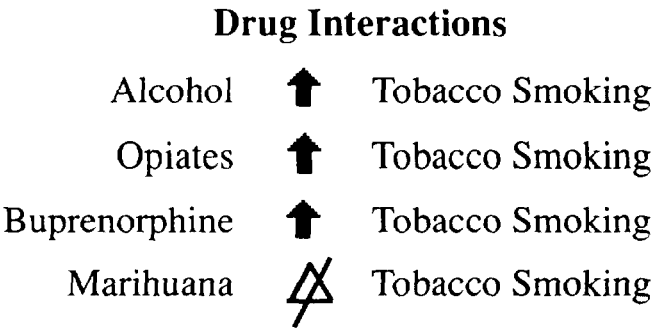 Drug Interactions
Alcohol ⬆ Tobacco Smoking
Opiates ⬆ Tobacco Smoking
Buprenorphine ⬆ Tobacco Smoking
Marihuana Tobacco Smoking